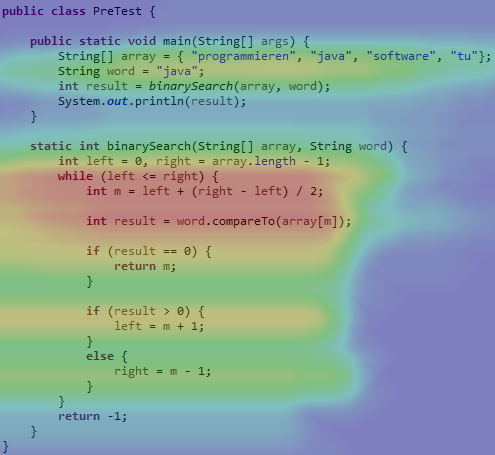 public class PreTest {
public static void main(String[] args) {
String[] array = { "programmieren", "java", "software", "tu"};
String word = "java";
int result = binarySearch(array, word);
System.out.println(result);
}
static int binarySearch(String[] array, String word) {
int left = 0, right = array.length - 1;
while (left <= right) {
int m = left + (right - left) / 2;
int result = word.compareTo(array[m]);
if (result == 0) {
return m;
}
if (result > 0) {
left = m + 1;
}
else {
right = m - 1;
}
}
return -1;
}
}